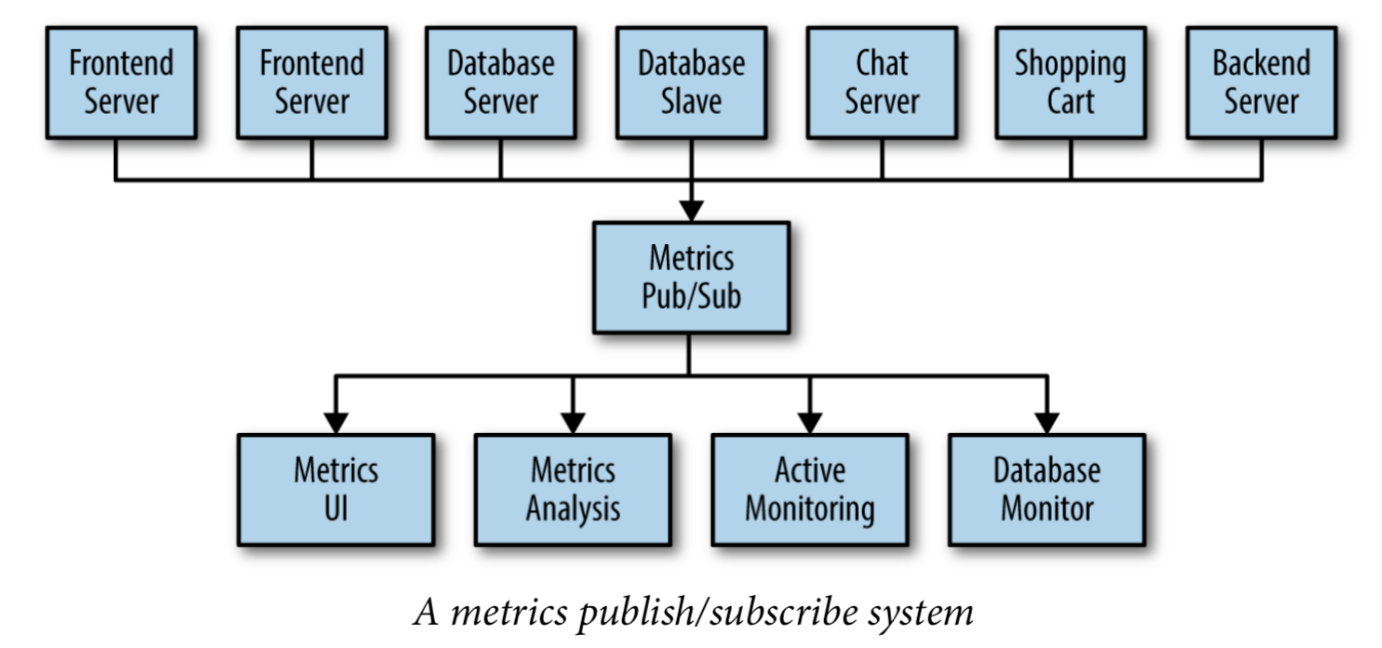 Frontend
Server
Frontend
Server
Database
Server
Database
Slave
Chat
Server
Shopping
Cart
Backend
Server
Metrics
Pub/Sub
Metrics
UI
Metrics
Analysis
Active
Monitoring
Database
Monitor
A metrics publish/subscribe system